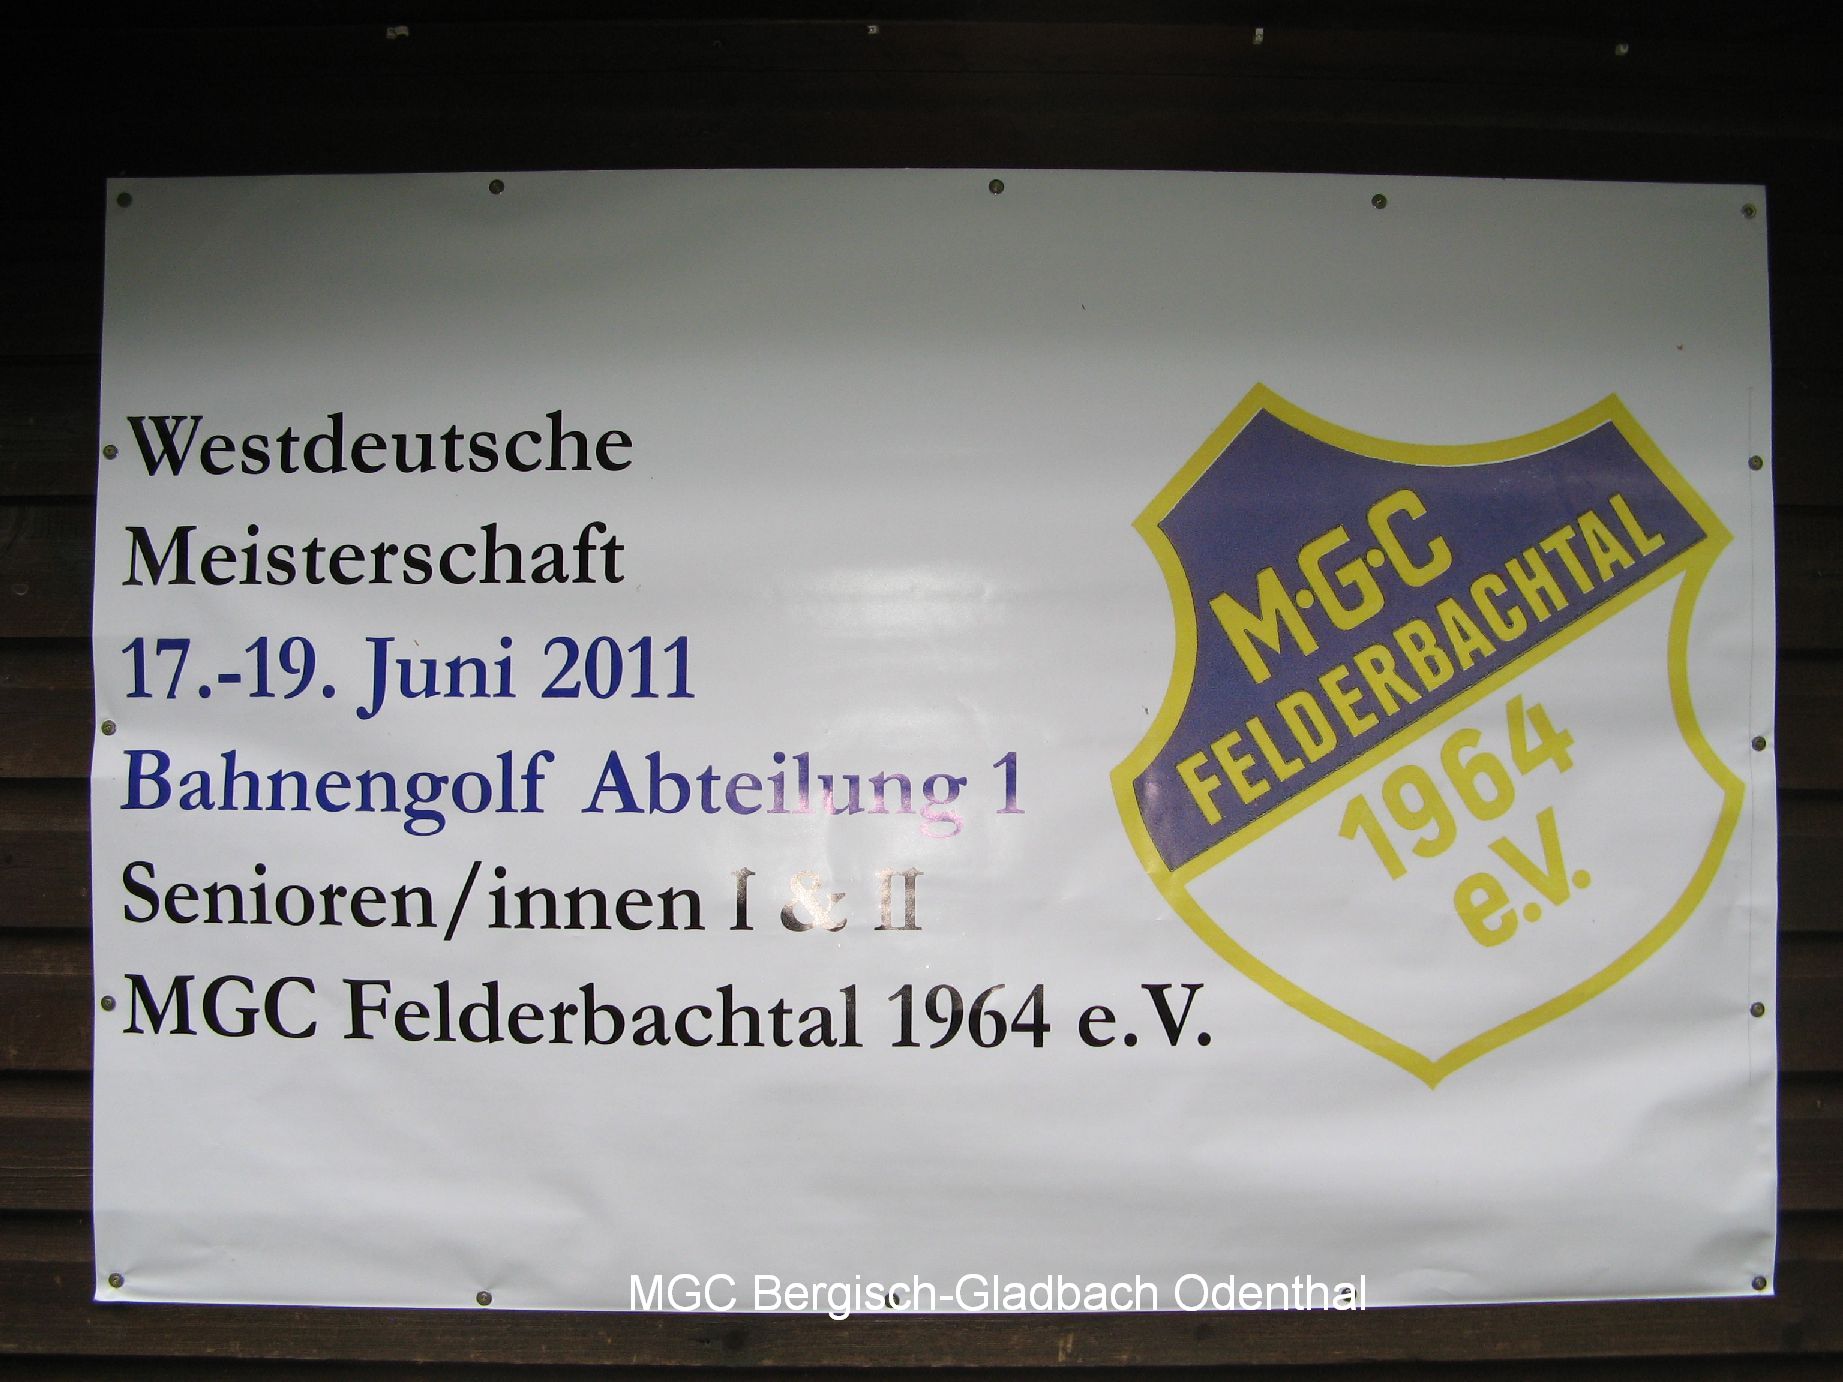 Westdeutsche
Meisterschaft
17.-19. Juni 2011
Bahnengolf Abteilung 1
Senioren/innen I & II
MGC Felderbachtal 1964 e.V.
M·G·C
FELDERBACHTAL
1964
e.V.
MGC Bergisch-Gladbach Odenthal